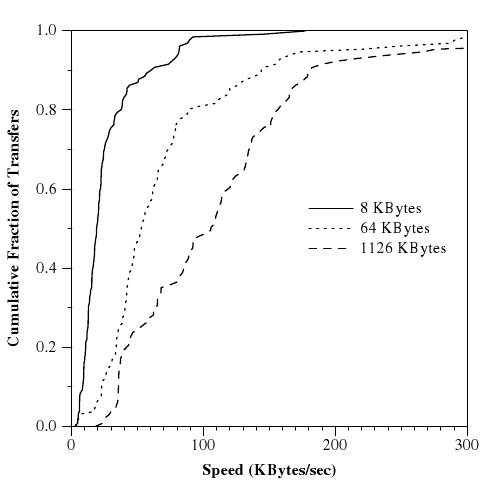 1.0
0.8
0.6
0.4
0.2
0.0
0
100
200
300
Cumulative Fraction of Transfers
Speed (KBytes/sec)
8 KBytes
64 KBytes
1126 KBytes